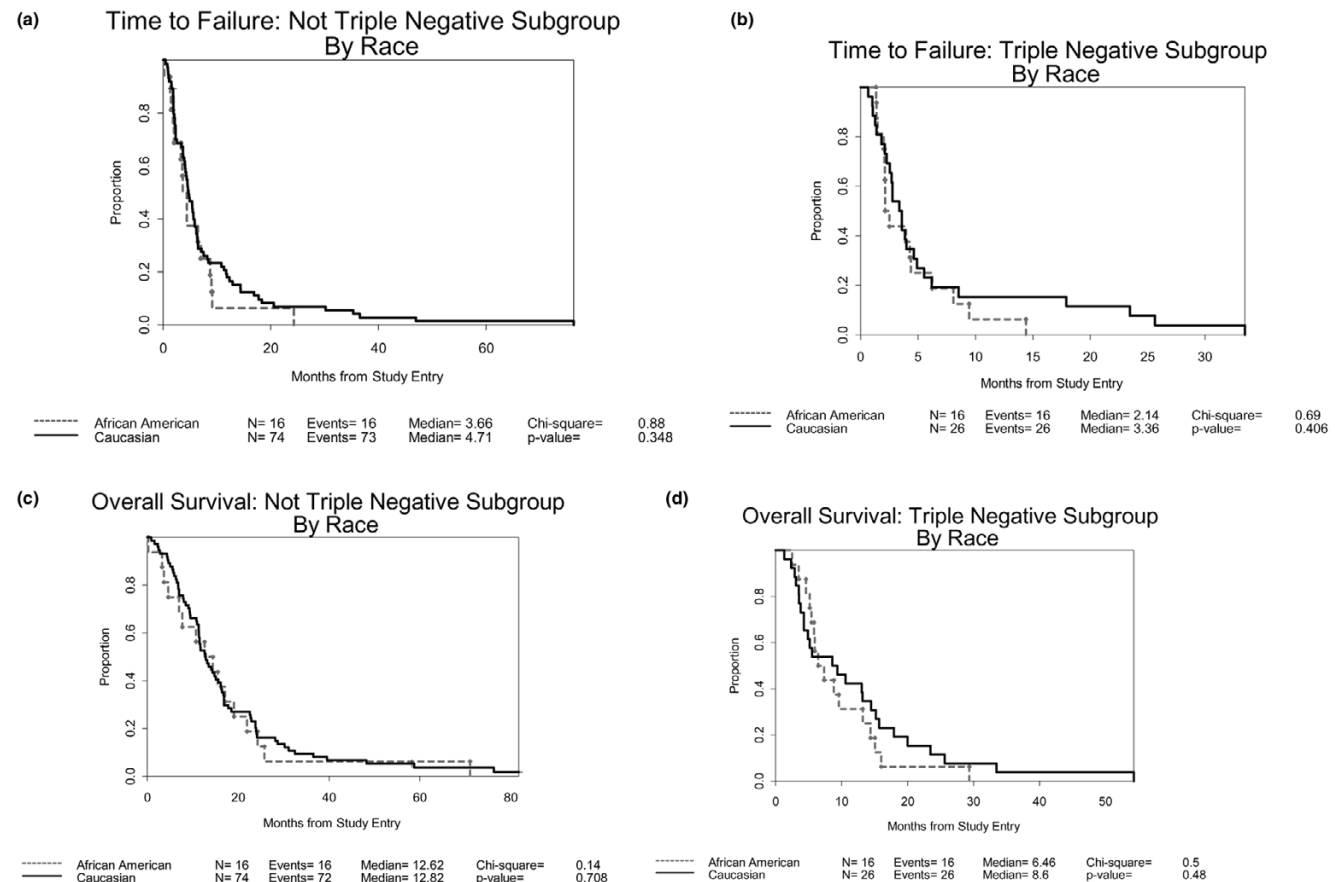 (a)
Time to Failure: Not Triple Negative Subgroup
By Race
Proportion
0.8
0.6
0.4
0.2
0.0
0 20 40 60
Months from Study Entry
African American N= 16 Events= 16 Median= 3.66 Chi-square= 0.88
Caucasian N= 74 Events= 73 Median= 4.71 p-value= 0.348
(b)
Time to Failure: Triple Negative Subgroup
By Race
Proportion
0.8
0.6
0.4
0.2
0.0
0 5 10 15 20 25 30
Months from Study Entry
African American N= 16 Events= 16 Median= 2.14 Chi-square= 0.69
Caucasian N= 26 Events= 26 Median= 3.36 p-value= 0.406
(c)
Overall Survival: Not Triple Negative Subgroup
By Race
Proportion
0.8
0.6
0.4
0.2
0.0
0 20 40 60 80
Months from Study Entry
African American N= 16 Events= 16 Median= 12.62 Chi-square= 0.14
Caucasian N= 74 Events= 72 Median= 12.82 p-value= 0.708
(d)
Overall Survival: Triple Negative Subgroup
By Race
Proportion
0.8
0.6
0.4
0.2
0.0
0 10 20 30 40 50
Months from Study Entry
African American N= 16 Events= 16 Median= 6.46 Chi-square= 0.5
Caucasian N= 26 Events= 26 Median= 8.6 p-value= 0.48